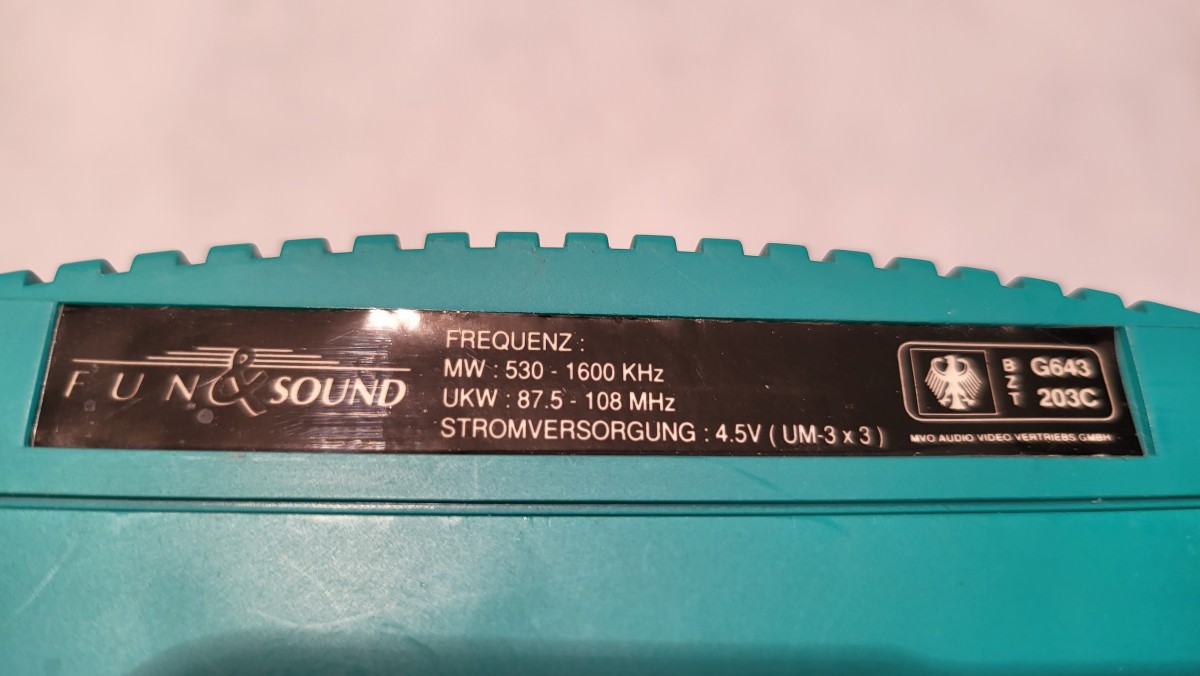 FUN & SOUND
FREQUENZ :
MW : 530 - 1600 KHz
UKW : 87.5 - 108 MHz
STROMVERSORGUNG : 4.5V ( UM-3 x 3 )
BZT
G643
203C
MVO AUDIO VIDEO VERTRIEBS GMBH